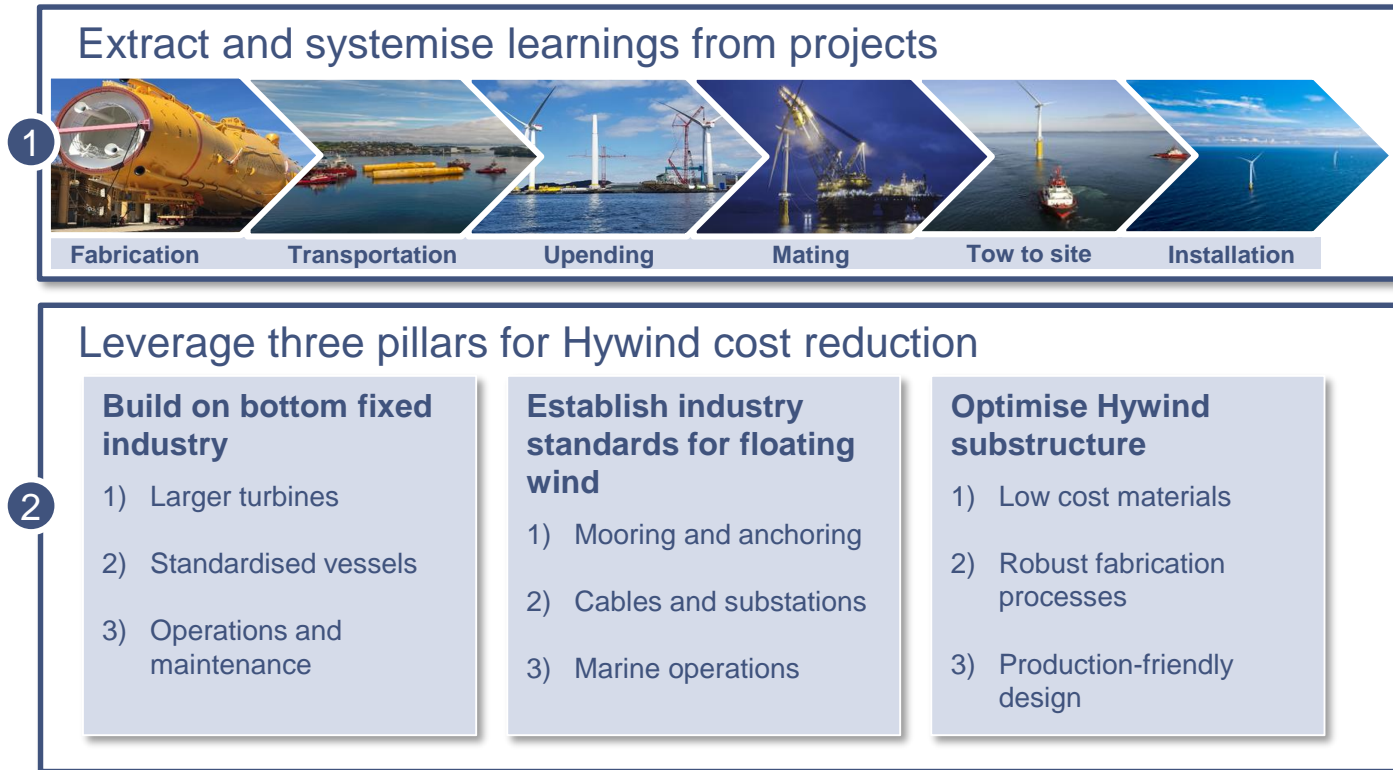 Extract and systemise learnings from projects
1
Fabrication
Transportation
Upending
Mating
Tow to site
Installation
Leverage three pillars for Hywind cost reduction
2
Build on bottom fixed
industry
1) Larger turbines
2) Standardised vessels
3) Operations and
maintenance
Establish industry
standards for floating
wind
1) Mooring and anchoring
2) Cables and substations
3) Marine operations
Optimise Hywind
substructure
1) Low cost materials
2) Robust fabrication
processes
3) Production-friendly
design